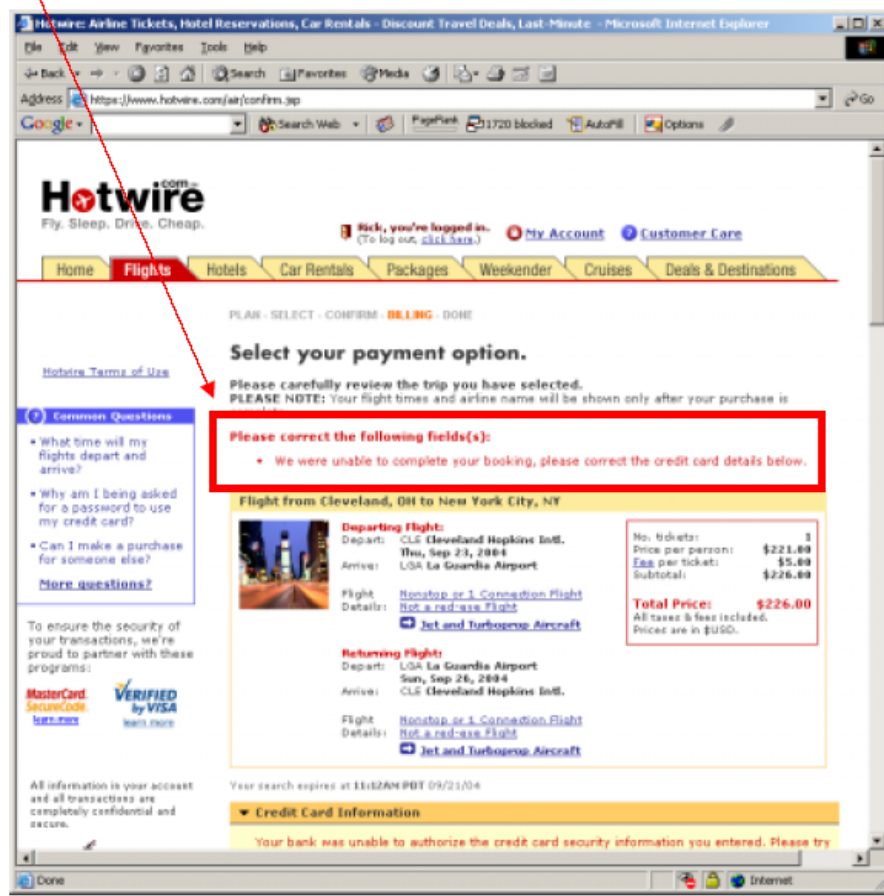 Hotwire: Airline Tickets, Hotel Reservations, Car Rentals - Discount Travel Deals, Last-Minute - Microsoft Internet Explorer
File Edit View Favorites Tools Help
Back Search Favorites Media
Address https://www.hotwire.com/air/confirm.jsp Go
Google Search Web PageRank 1720 blocked AutoFill Options
Hotwire.com
Fly. Sleep. Drive. Cheap.
Rick, you're logged in.
(To log out, click here.)
My Account Customer Care
Home Flights Hotels Car Rentals Packages Weekender Cruises Deals & Destinations
PLAN - SELECT - CONFIRM - BILLING - DONE
Select your payment option.
Hotwire Terms of Use
Please carefully review the trip you have selected.
PLEASE NOTE: Your flight times and airline name will be shown only after your purchase is
complete.
Common Questions
• What time will my
flights depart and
arrive?
• Why am I being asked
for a password to use
my credit card?
• Can I make a purchase
for someone else?
More questions?
Please correct the following fields(s):
• We were unable to complete your booking, please correct the credit card details below.
Flight from Cleveland, OH to New York City, NY
Departing Flight:
Depart: CLE Cleveland Hopkins Intl.
Thu, Sep 23, 2004
Arrive: LGA La Guardia Airport
Flight Details: Nonstop or 1 Connection Flight
Not a red-eye Flight
Jet and Turboprop Aircraft
Returning Flight:
Depart: LGA La Guardia Airport
Sun, Sep 26, 2004
Arrive: CLE Cleveland Hopkins Intl.
Flight Details: Nonstop or 1 Connection Flight
Not a red-eye Flight
Jet and Turboprop Aircraft
No. tickets: 1
Price per person: $221.00
Fee per ticket: $5.00
Subtotal: $226.00
Total Price: $226.00
All taxes & fees included.
Prices are in $USD.
To ensure the security of
your transactions, we're
proud to partner with these
programs:
MasterCard. SecureCode. learn more
VERIFIED by VISA learn more
All information in your account
and all transactions are
completely confidential and
secure.
Your search expires at 11:12AM PDT 09/21/04
Credit Card Information
Your bank was unable to authorize the credit card security information you entered. Please try
Done Internet